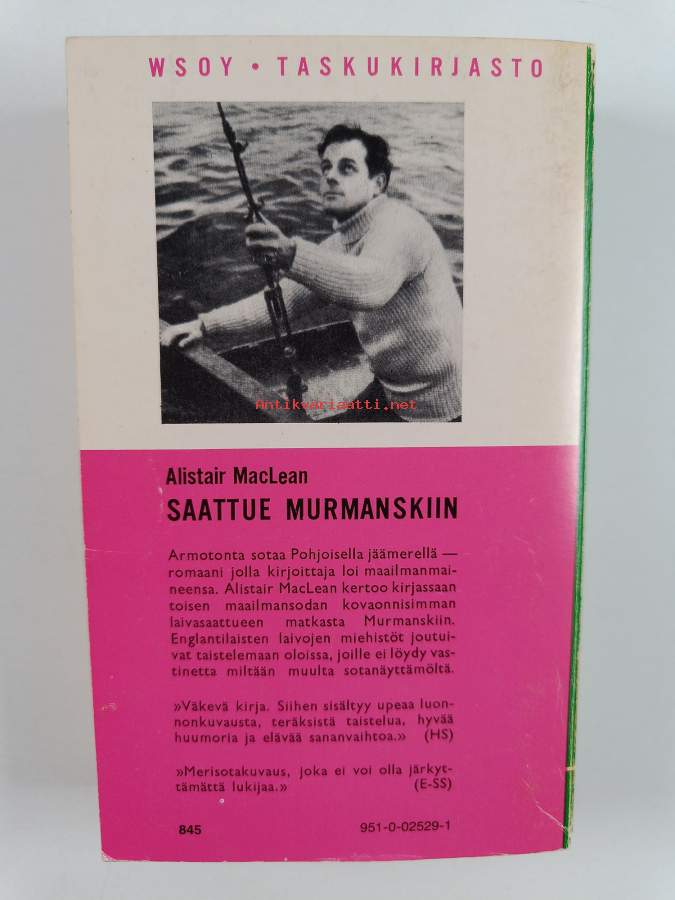 WSOY • TASKUKIRJASTO
Antikvariaatti.net
Alistair MacLean
SAATTUE MURMANSKIIN
Armotonta sotaa Pohjoisella jäämerellä —
romaani jolla kirjoittaja loi maailmanmai-
neensa. Alistair MacLean kertoo kirjassaan
toisen maailmansodan kovaonnisimman
laivasaattueen matkasta Murmanskiin.
Englantilaisten laivojen miehistöt joutui-
vat taistelemaan oloissa, joille ei löydy vas-
tinetta miltään muulta sotanäyttämöltä.
»Väkevä kirja. Siihen sisältyy upeaa luon-
nonkuvausta, teräksistä taistelua, hyvää
huumoria ja elävää sananvaihtoa.» (HS)
»Merisotakuvaus, joka ei voi olla järkyt-
tämättä lukijaa.» (E-SS)
845 951-0-02529-1